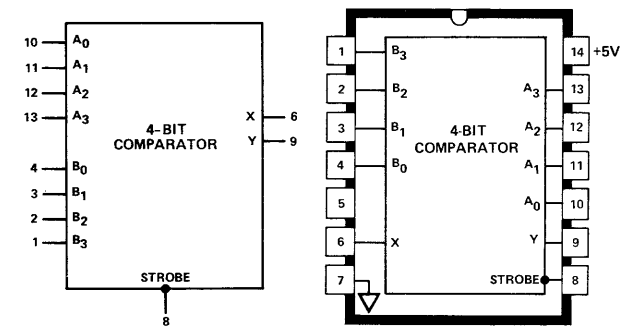 10 A0
11 A1
12 A2
13 A3
4-BIT
COMPARATOR
X 6
Y 9
4 B0
3 B1
2 B2
1 B3
STROBE
8
1 B3
2 B2
3 B1
4 B0
5
6 X
7
4-BIT
COMPARATOR
14 +5V
A3 13
A2 12
A1 11
A0 10
Y 9
STROBE 8